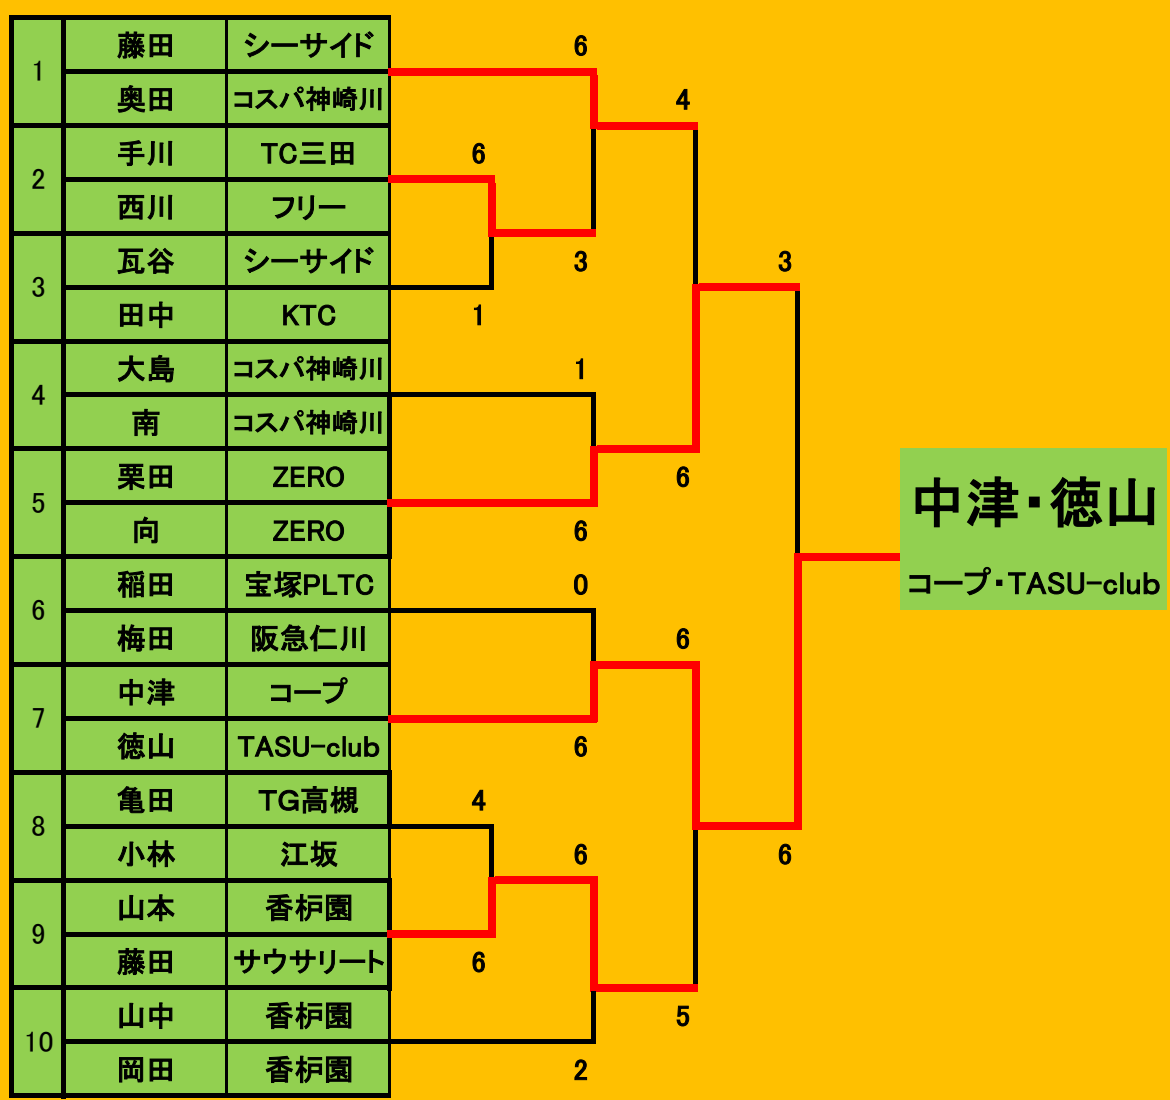 1
藤田 シーサイド
奥田 コスパ神崎川
2
手川 TC三田
西川 フリー
3
瓦谷 シーサイド
田中 KTC
4
大島 コスパ神崎川
南 コスパ神崎川
5
栗田 ZERO
向 ZERO
6
稲田 宝塚PLTC
梅田 阪急仁川
7
中津 コープ
徳山 TASU-club
8
亀田 TG高槻
小林 江坂
9
山本 香枦園
藤田 サウサリート
10
山中 香枦園
岡田 香枦園
6
1
4
6
6
3
1
6
0
6
6
2
4
6
6
5
3
6
中津・徳山
コープ・TASU-club